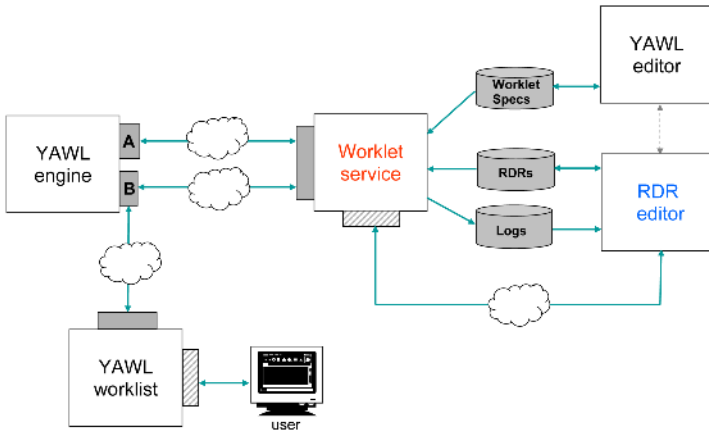 YAWL
editor
Worklet
Specs
A
YAWL
engine
B
Worklet
service
RDRs
RDR
editor
Logs
YAWL
worklist
user